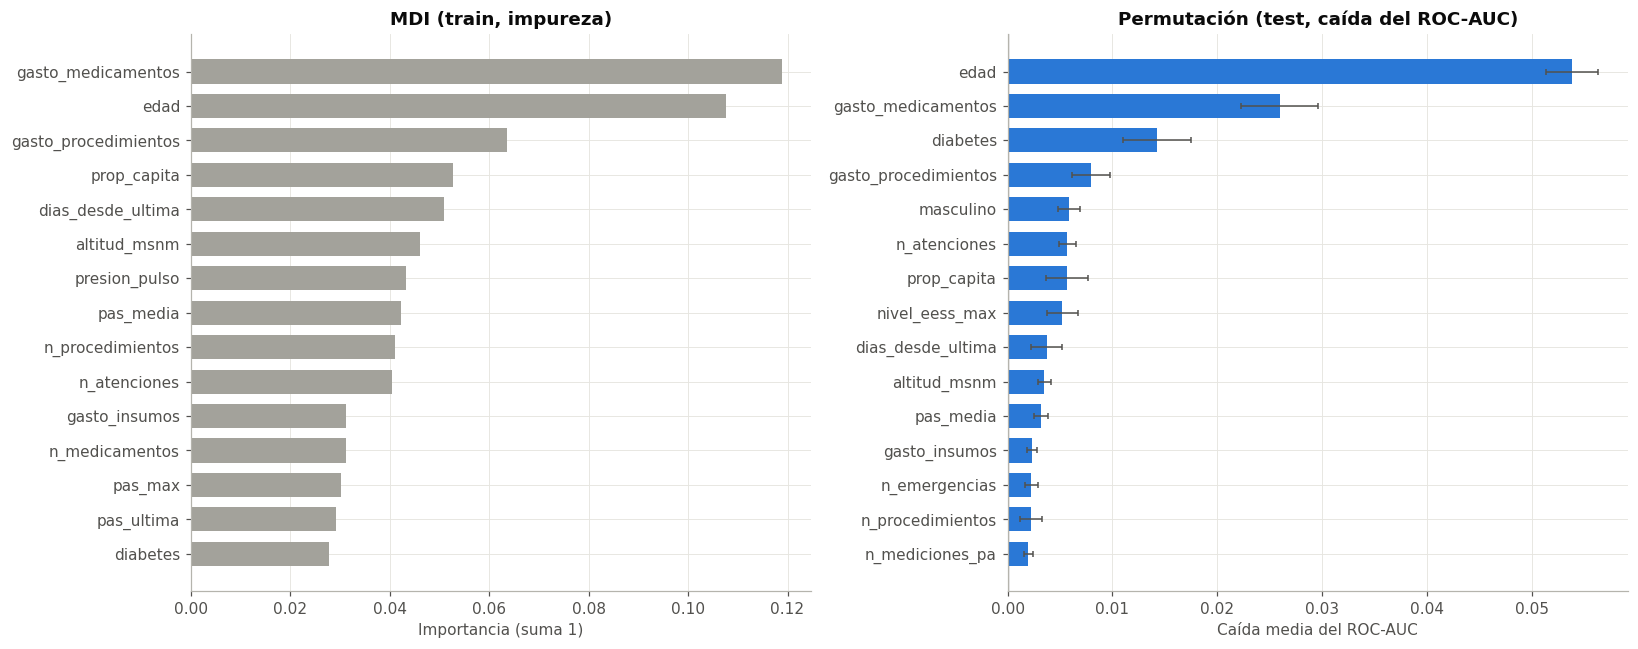 MDI (train, impureza)
gasto_medicamentos
edad
gasto_procedimientos
prop_capita
dias_desde_ultima
altitud_msnm
presion_pulso
pas_media
n_procedimientos
n_atenciones
gasto_insumos
n_medicamentos
pas_max
pas_ultima
diabetes
0.00 0.02 0.04 0.06 0.08 0.10 0.12
Importancia (suma 1)
Permutación (test, caída del ROC-AUC)
edad
gasto_medicamentos
diabetes
gasto_procedimientos
masculino
n_atenciones
prop_capita
nivel_eess_max
dias_desde_ultima
altitud_msnm
pas_media
gasto_insumos
n_emergencias
n_procedimientos
n_mediciones_pa
0.00 0.01 0.02 0.03 0.04 0.05
Caída media del ROC-AUC